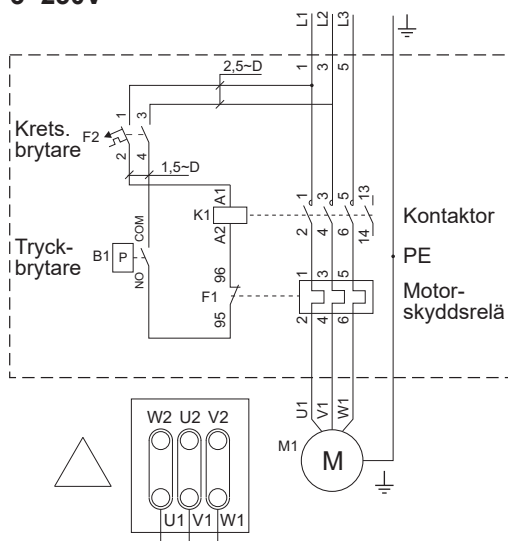 L1 L2 L3
1 3 5
2,5~D
1 3
Krets.
brytare
F2
2 4
1,5~D
A1
K1
A2
1 3 5 13
2 4 6 14
Kontaktor
COM
Tryck-
brytare
B1 P
NO
PE
96
F1
95
1 3 5
2 4 6
Motor-
skyddsrelä
U1 V1 W1
M1
M
W2 U2 V2
U1 V1 W1